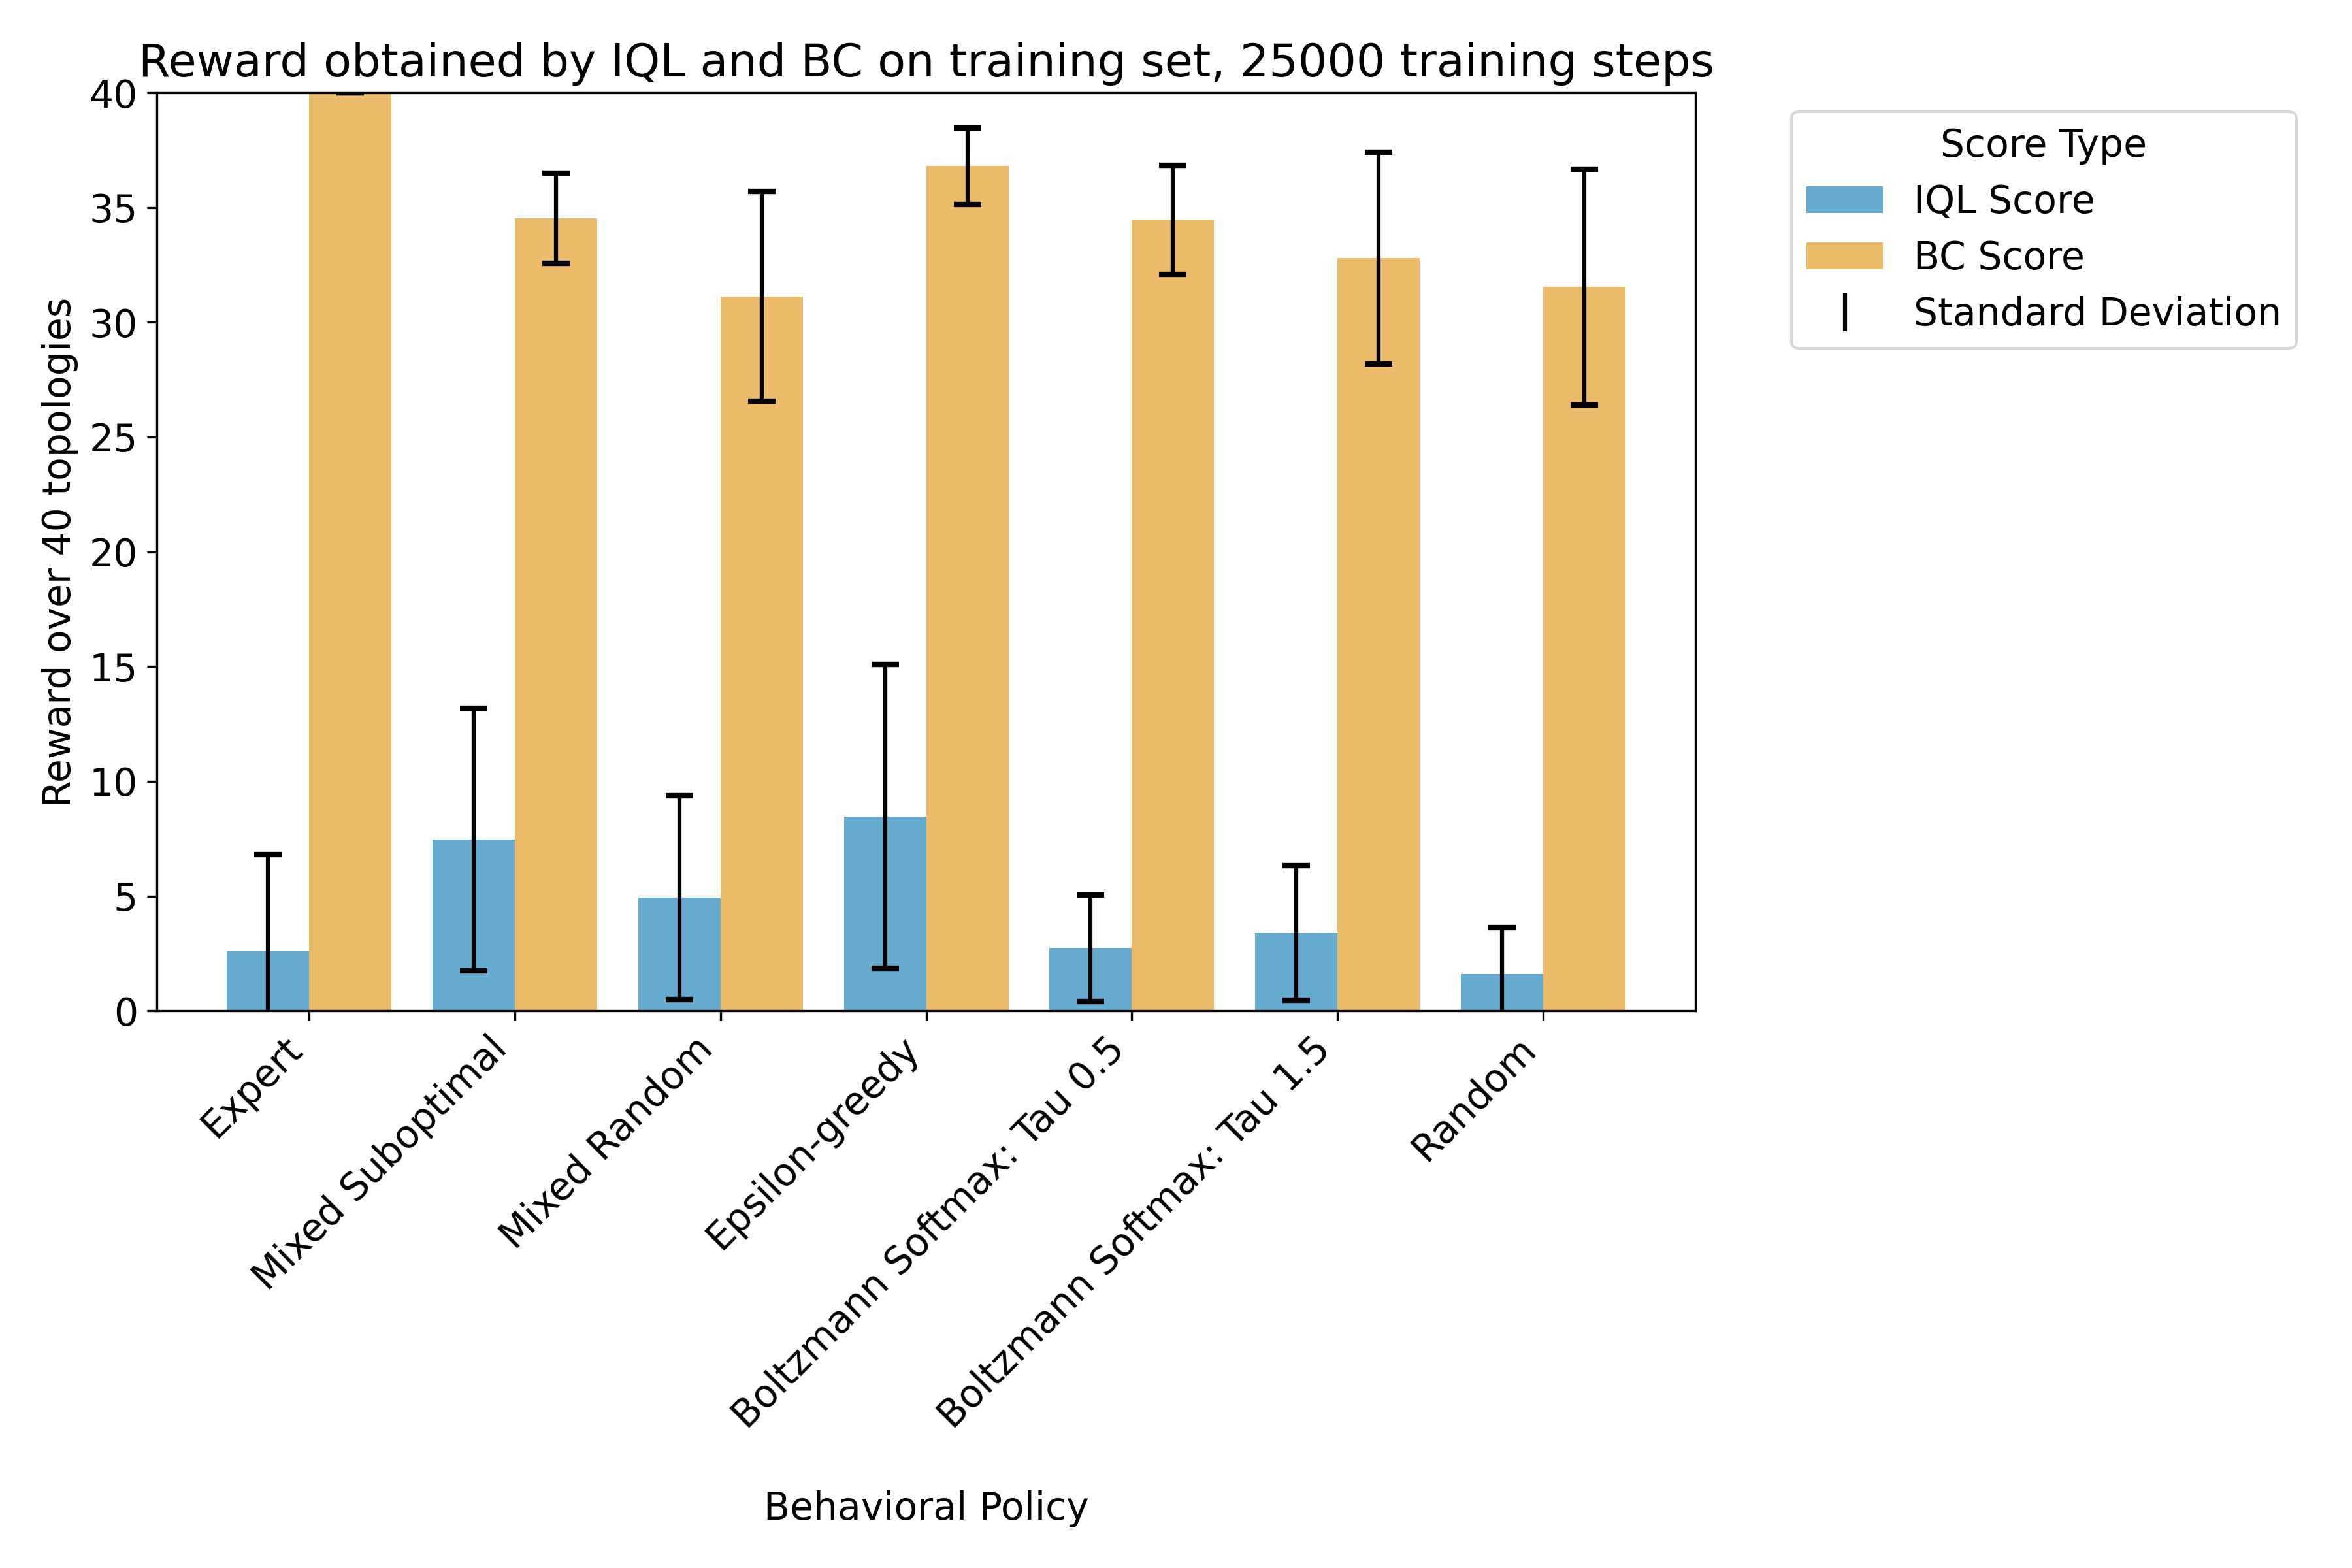 Reward obtained by IQL and BC on training set, 25000 training steps
Reward over 40 topologies
40
35
30
25
20
15
10
5
0
Expert
Mixed Suboptimal
Mixed Random
Epsilon-greedy
Boltzmann Softmax: Tau 0.5
Boltzmann Softmax: Tau 1.5
Random
Behavioral Policy
Score Type
IQL Score
BC Score
Standard Deviation